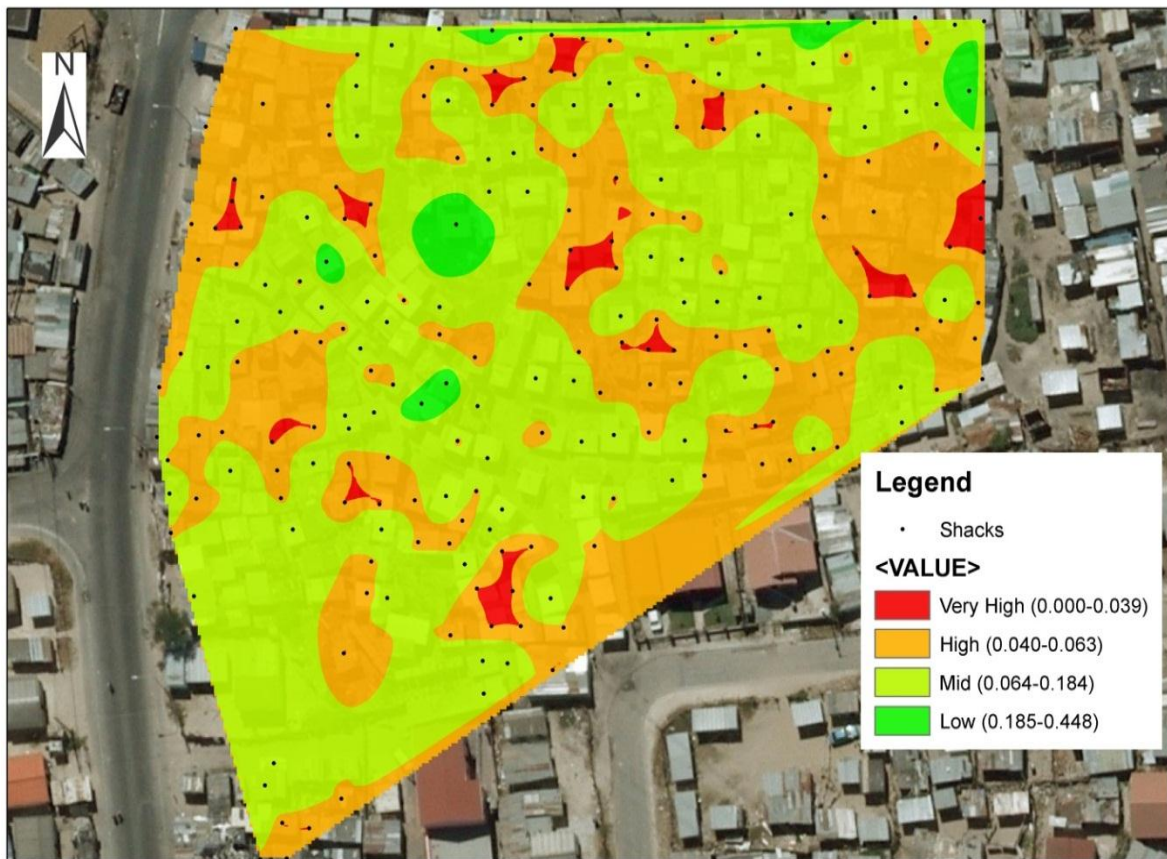 N
Legend
Shacks
<VALUE>
Very High (0.000-0.039)
High (0.040-0.063)
Mid (0.064-0.184)
Low (0.185-0.448)